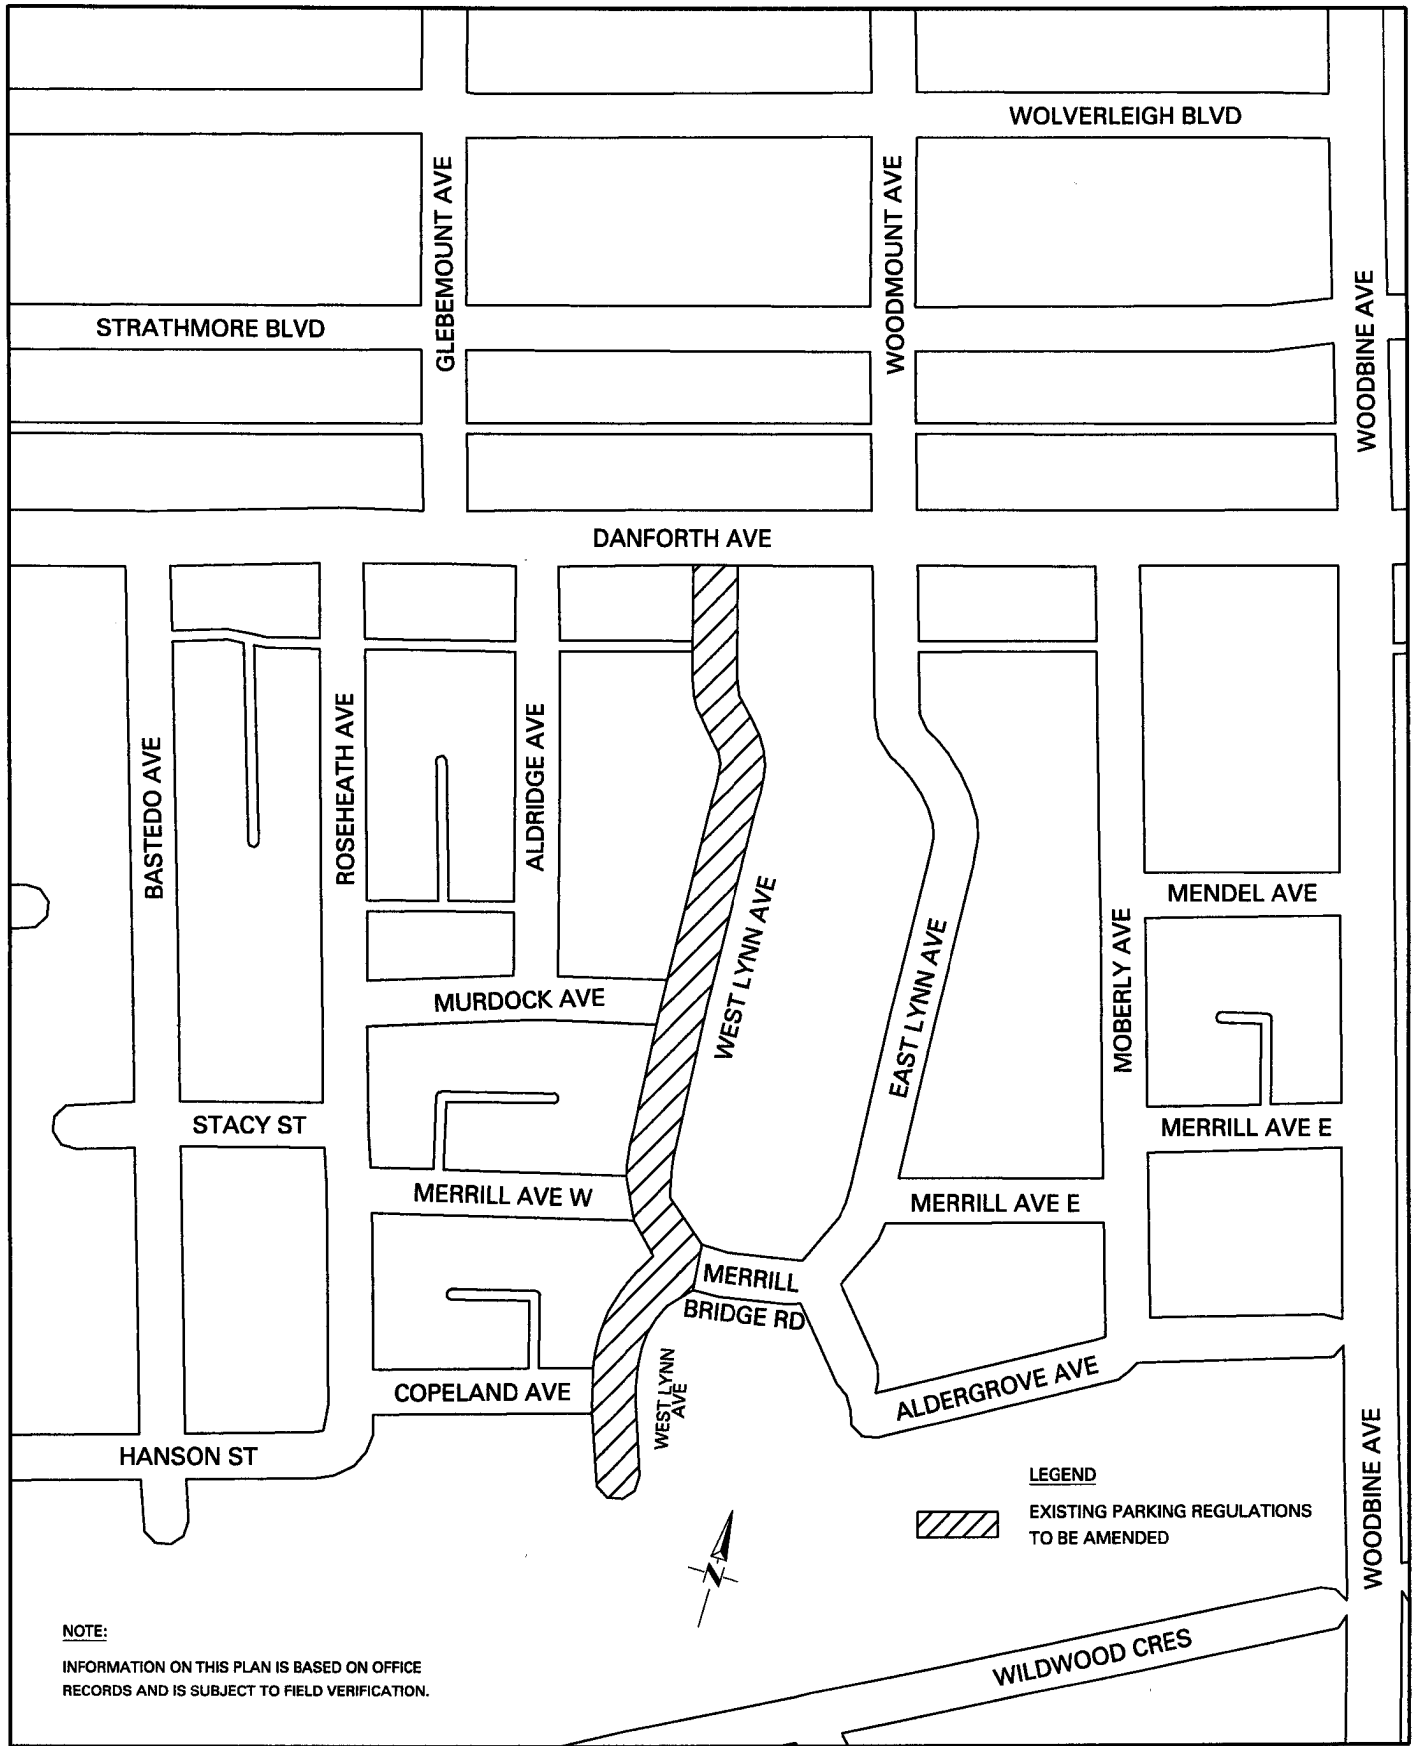 WOLVERLEIGH BLVD
GLEBEMOUNT AVE
WOODMOUNT AVE
WOODBINE AVE
STRATHMORE BLVD
DANFORTH AVE
BASTEDO AVE
ROSEHEATH AVE
ALDRIDGE AVE
WEST LYNN AVE
EAST LYNN AVE
MOBERLY AVE
MENDEL AVE
MURDOCK AVE
STACY ST
MERRILL AVE E
MERRILL AVE W
MERRILL AVE E
MERRILL
BRIDGE RD
WEST LYNN
AVE
COPELAND AVE
ALDERGROVE AVE
HANSON ST
WOODBINE AVE
LEGEND
EXISTING PARKING REGULATIONS
TO BE AMENDED
N
NOTE:
INFORMATION ON THIS PLAN IS BASED ON OFFICE
RECORDS AND IS SUBJECT TO FIELD VERIFICATION.
WILDWOOD CRES